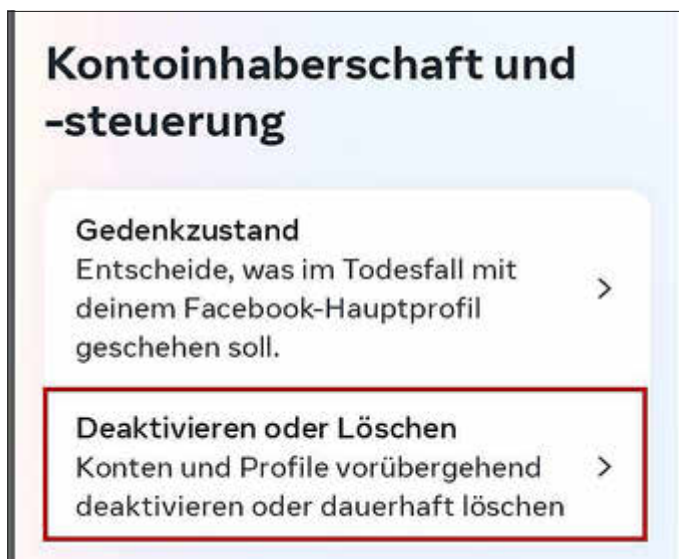 Kontoinhaberschaft und
-steuerung
Gedenkzustand
Entscheide, was im Todesfall mit
deinem Facebook-Hauptprofil
geschehen soll.
Deaktivieren oder Löschen
Konten und Profile vorübergehend
deaktivieren oder dauerhaft löschen